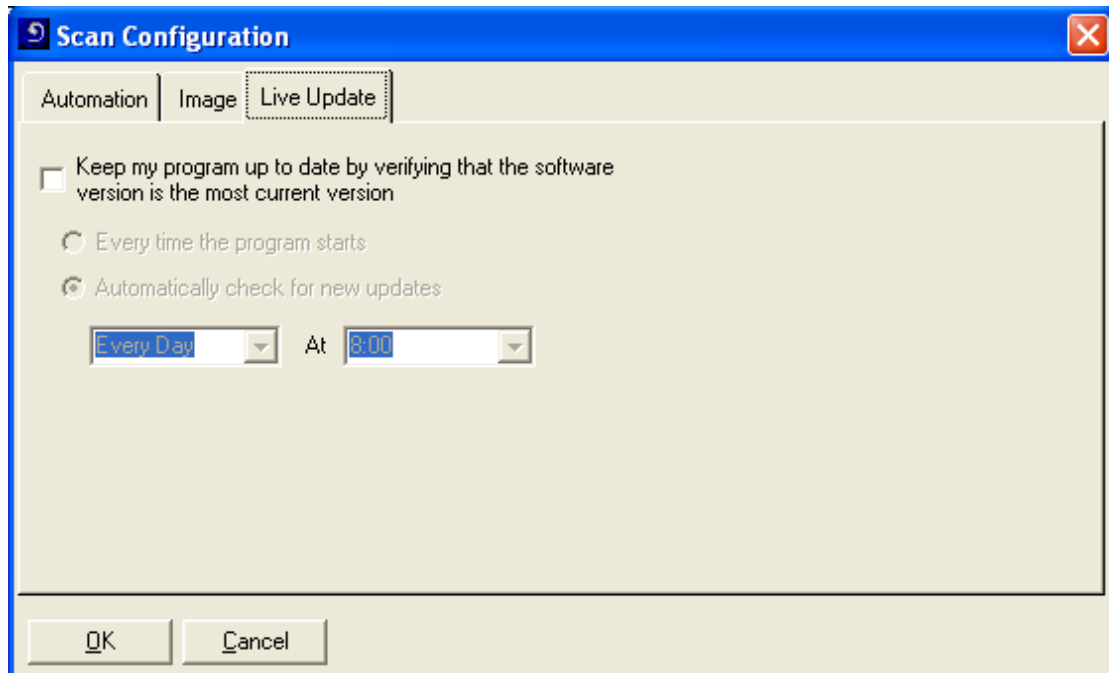 Scan Configuration
Automation Image Live Update
Keep my program up to date by verifying that the software
version is the most current version
Every time the program starts
Automatically check for new updates
Every Day At 8:00
OK Cancel